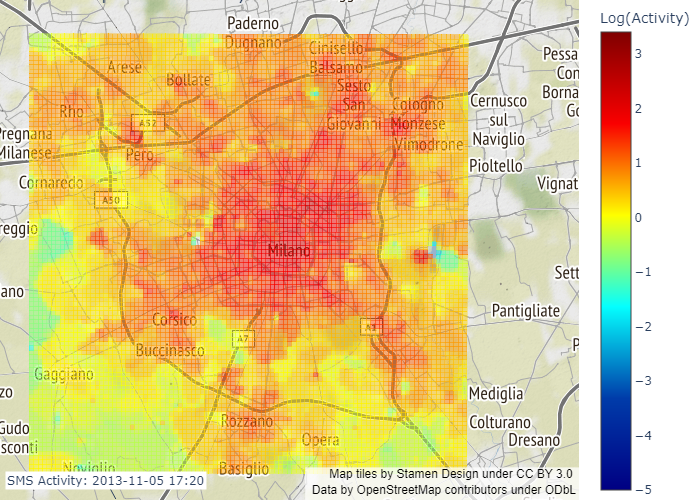 Log(Activity)
Paderno
Dugnano
Cinisello
Balsamo
Arese
Bollate
Sesto
San
Giovanni
Rho
Cologno
Monzese
Cernusco
sul
Naviglio
A52
Pregnana
Milanese
Pero
Vimodrone
Pioltello
Cornaredo
Vignat
A50
reggio
Milano
Sett
ano
Pantigliate
Corsico
A7
Buccinasco
Gaggiano
Mediglia
Rozzano
Colturano
Dresano
Opera
Gudo
sconti
Noviglio
Basiglio
Pessa
Con
Borna
Go
3
2
1
0
−1
−2
−3
−4
−5
SMS Activity: 2013-11-05 17:20
Map tiles by Stamen Design under CC BY 3.0
Data by OpenStreetMap contributors under ODbL